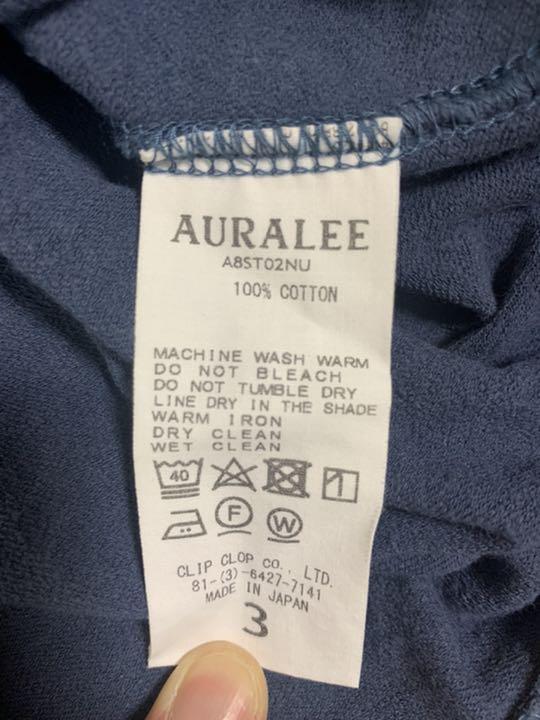 AURALEE
A8ST02NU
100% COTTON
MACHINE WASH WARM
DO NOT BLEACH
DO NOT TUMBLE DRY
LINE DRY IN THE SHADE
WARM IRON
DRY CLEAN
WET CLEAN
40
F
W
CLIP CLOP CO., LTD.
81-(3)-6427-7141
MADE IN JAPAN
3